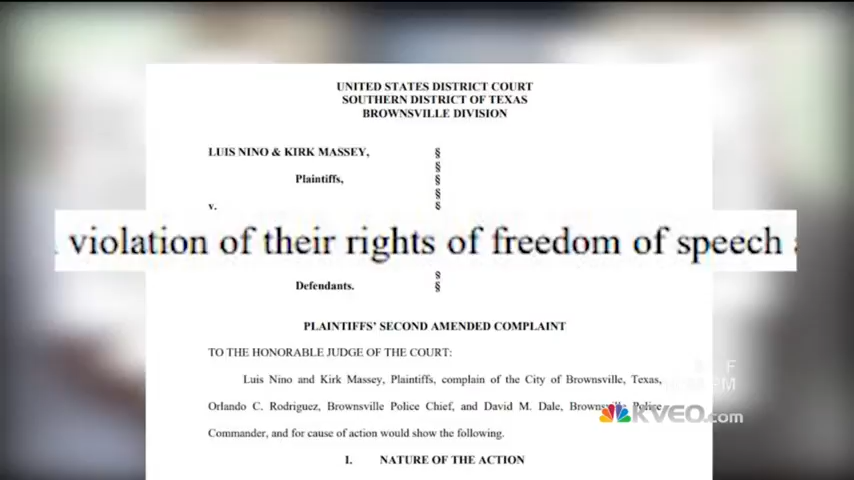 UNITED STATES DISTRICT COURT
SOUTHERN DISTRICT OF TEXAS
BROWNSVILLE DIVISION
LUIS NINO & KIRK MASSEY, §
§
Plaintiffs, §
§
v. §
violation of their rights of freedom of speech
§
Defendants. §
PLAINTIFFS' SECOND AMENDED COMPLAINT
TO THE HONORABLE JUDGE OF THE COURT:
Luis Nino and Kirk Massey, Plaintiffs, complain of the City of Brownsville, Texas,
Orlando C. Rodriguez, Brownsville Police Chief, and David M. Dale, Brownsville Police
KVEO.com
Commander, and for cause of action would show the following.
I. NATURE OF THE ACTION